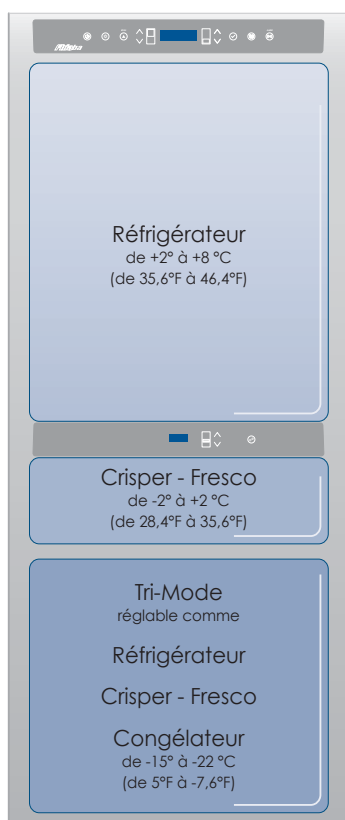 Réfrigérateur
de +2° à +8 °C
(de 35,6°F à 46,4°F)
Crisper - Fresco
de -2° à +2 °C
(de 28,4°F à 35,6°F)
Tri-Mode
réglable comme
Réfrigérateur
Crisper - Fresco
Congélateur
de -15° à -22 °C
(de 5°F à -7,6°F)